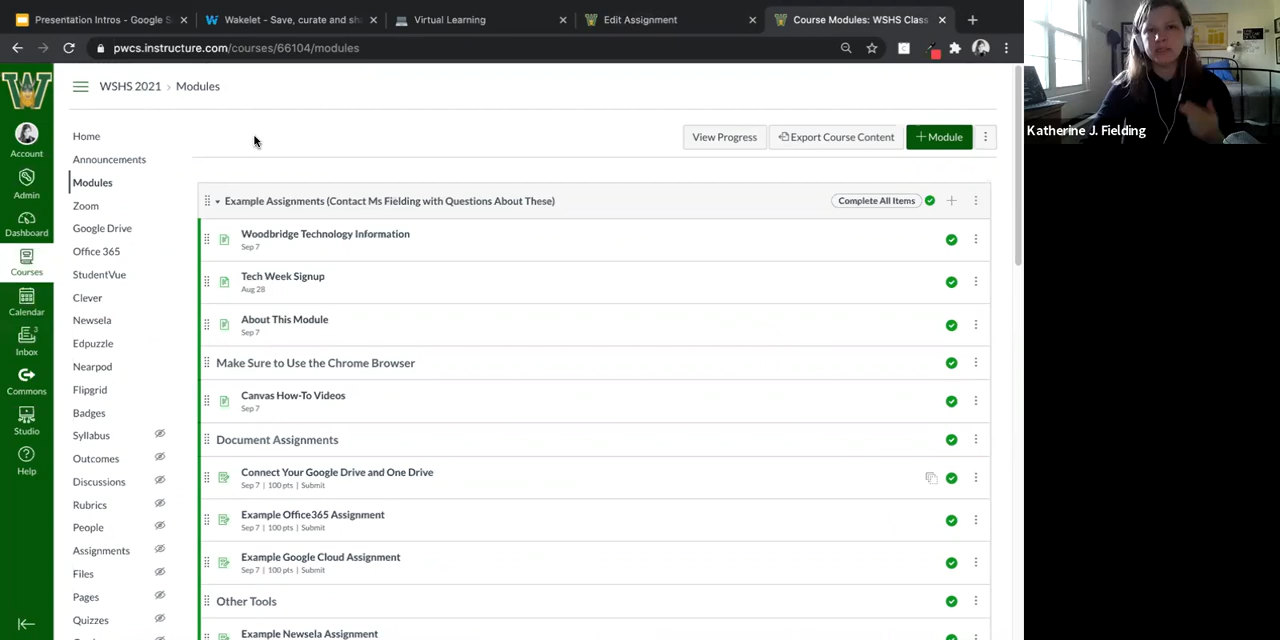 Presentation Intros - Google S
Wakelet - Save, curate and sh
Virtual Learning
Edit Assignment
Course Modules: WSHS Class
pwcs.instructure.com/courses/66104/modules
W
Account
Admin
Dashboard
Courses
Calendar
3
Inbox
Commons
Studio
Help
WSHS 2021 > Modules
Home
Announcements
Modules
Zoom
Google Drive
Office 365
StudentVue
Clever
Newsela
Edpuzzle
Nearpod
Flipgrid
Badges
Syllabus
Outcomes
Discussions
Rubrics
People
Assignments
Files
Pages
Quizzes
View Progress
Export Course Content
+ Module
Example Assignments (Contact Ms Fielding with Questions About These)
Complete All Items
Woodbridge Technology Information
Sep 7
Tech Week Signup
Aug 28
About This Module
Sep 7
Make Sure to Use the Chrome Browser
Canvas How-To Videos
Sep 7
Document Assignments
Connect Your Google Drive and One Drive
Sep 7 | 100 pts | Submit
Example Office365 Assignment
Sep 7 | 100 pts | Submit
Example Google Cloud Assignment
Sep 7 | 100 pts | Submit
Other Tools
Example Newsela Assignment
Katherine J. Fielding